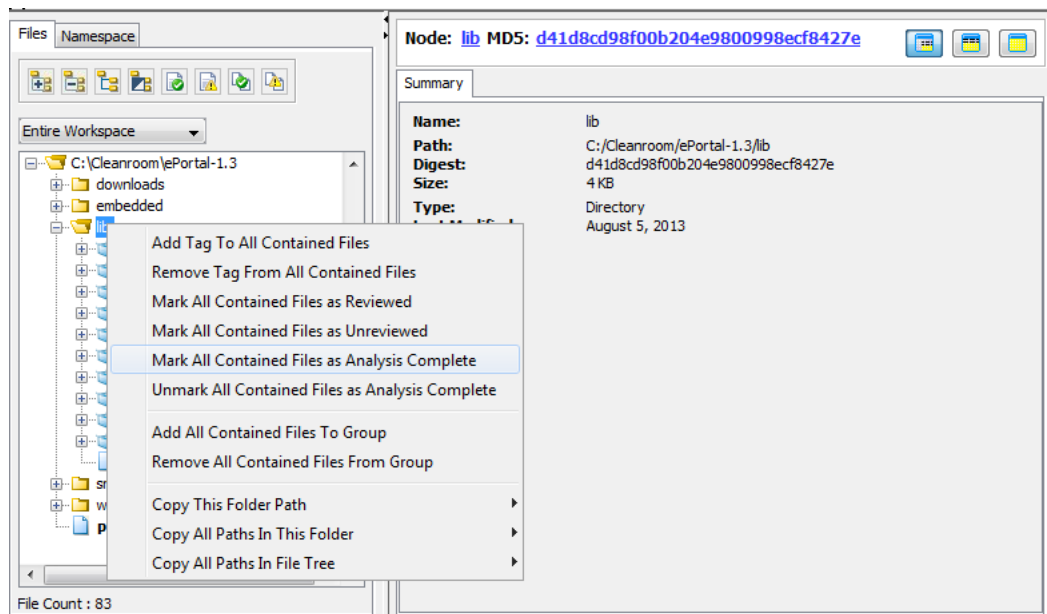 Files Namespace
Entire Workspace
C:\Cleanroom\ePortal-1.3
downloads
embedded
lib
Add Tag To All Contained Files
Remove Tag From All Contained Files
Mark All Contained Files as Reviewed
Mark All Contained Files as Unreviewed
Mark All Contained Files as Analysis Complete
Unmark All Contained Files as Analysis Complete
Add All Contained Files To Group
Remove All Contained Files From Group
Copy This Folder Path
Copy All Paths In This Folder
Copy All Paths In File Tree
File Count : 83
Node: lib MD5: d41d8cd98f00b204e9800998ecf8427e
Summary
Name: lib
Path: C:/Cleanroom/ePortal-1.3/lib
Digest: d41d8cd98f00b204e9800998ecf8427e
Size: 4 KB
Type: Directory
August 5, 2013